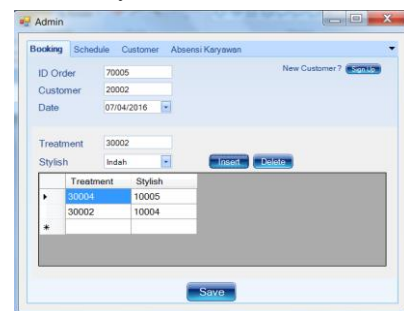 Admin
Booking Schedule Customer Absensi Karyawan
ID Order 70005 New Customer? Sign Up
Customer 20002
Date 07/04/2016
Treatment 30002
Stylish Indah Insert Delete
Treatment Stylish
30004 10005
30002 10004
Save